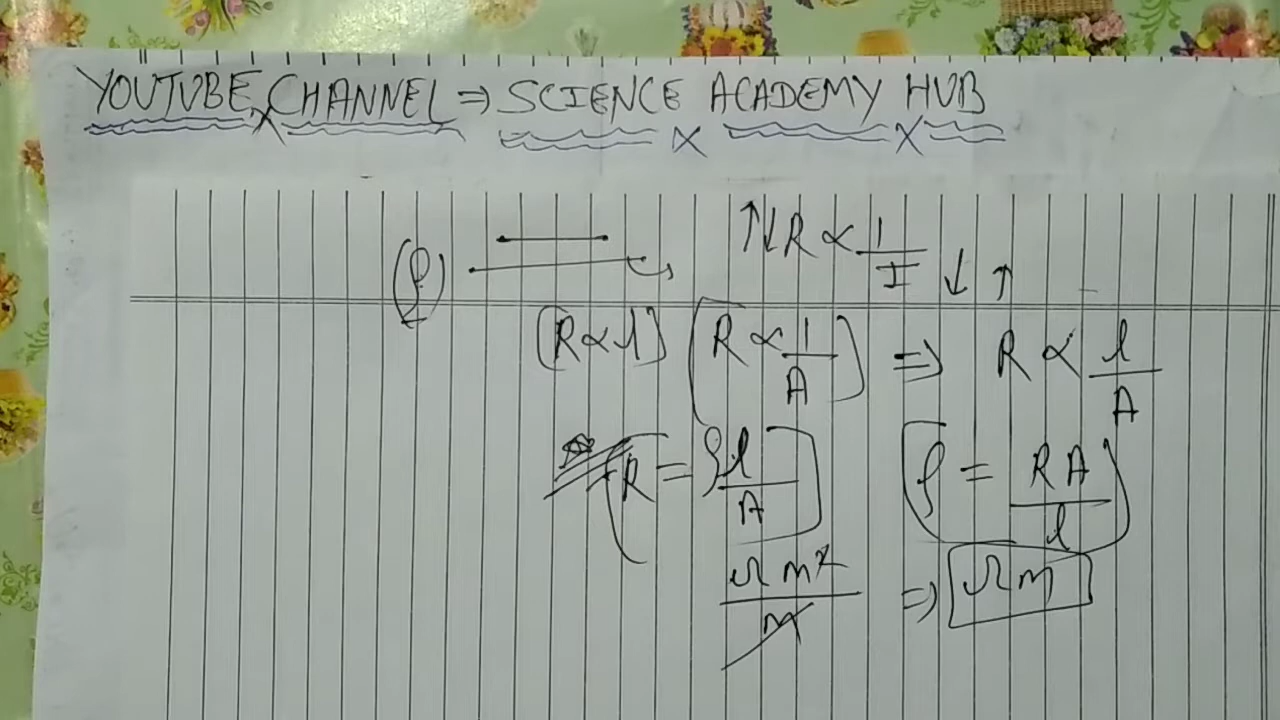 YOUTUBE CHANNEL ⇒ SCIENCE ACADEMY HUB
(ρ) ↑↓ R ∝ 1/I ↓ ↑
(R ∝ l) (R ∝ 1/A) ⇒ R ∝ l/A
(R = ρl/A) (ρ = RA/l)
Ωm²/m ⇒ Ωm